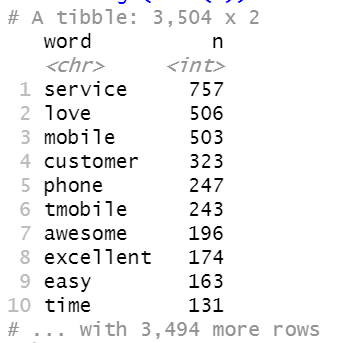 # A tibble: 3,504 x 2
word n
<chr> <int>
1 service 757
2 love 506
3 mobile 503
4 customer 323
5 phone 247
6 tmobile 243
7 awesome 196
8 excellent 174
9 easy 163
10 time 131
# ... with 3,494 more rows